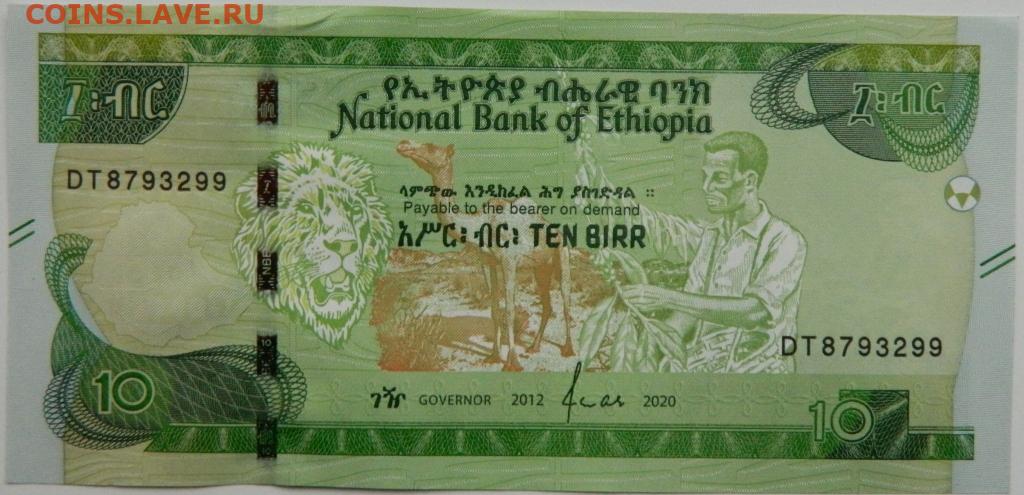 COINS.LAVE.RU
፲፡ብር
የኢትዮጵያ ብሔራዊ ባንክ
፲፡ብር
National Bank of Ethiopia
DT8793299
ላምጭው እንዲከፈል ሕግ ያስገድዳል ።
Payable to the bearer on demand
አሥር፡ ብር፡ TEN BIRR
NBE
DT8793299
10
ገዥ GOVERNOR 2012 2020
10